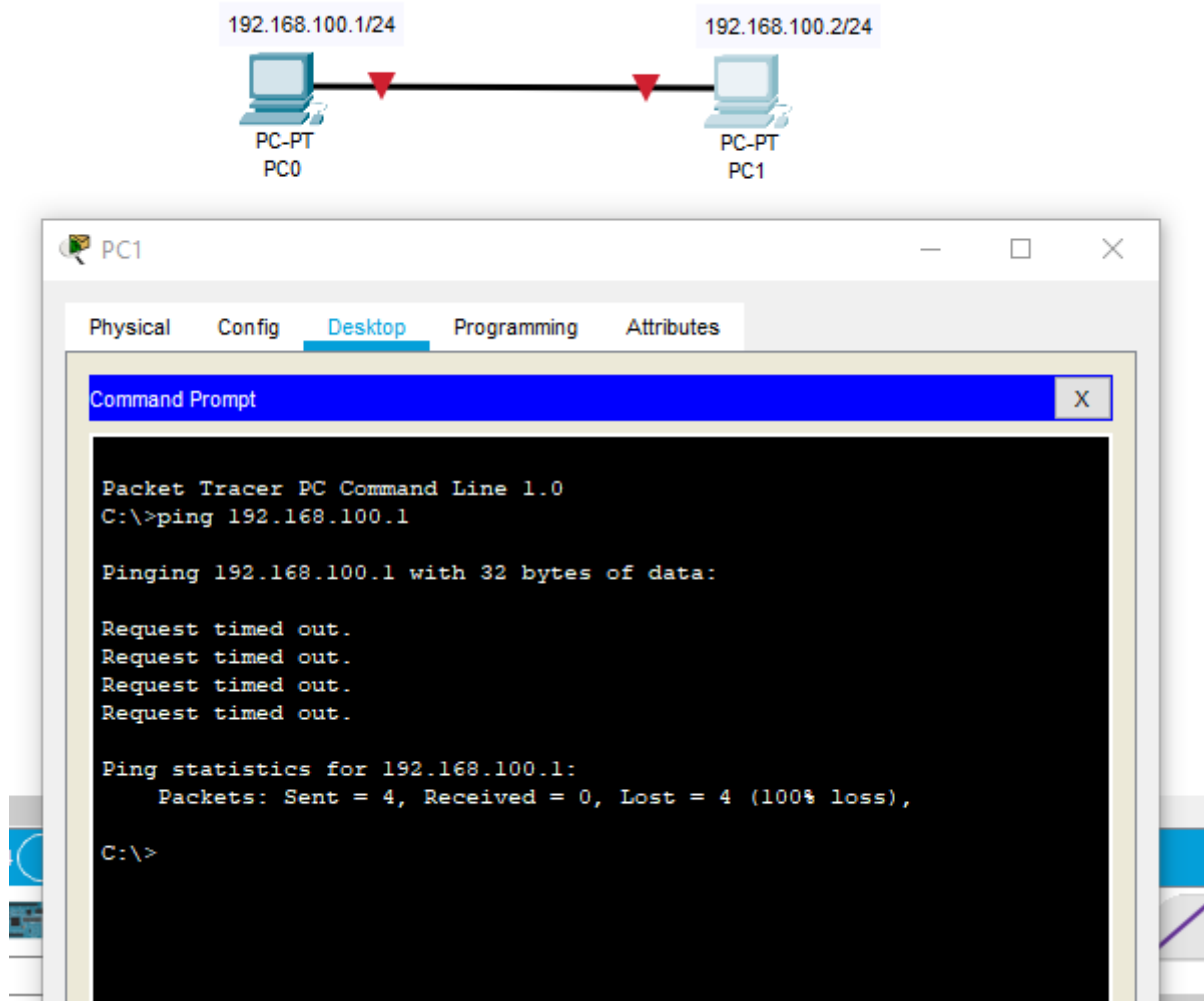 192.168.100.1/24
192.168.100.2/24
PC-PT
PC0
PC-PT
PC1
PC1
Physical Config Desktop Programming Attributes
Command Prompt X
Packet Tracer PC Command Line 1.0
C:\>ping 192.168.100.1
Pinging 192.168.100.1 with 32 bytes of data:
Request timed out.
Request timed out.
Request timed out.
Request timed out.
Ping statistics for 192.168.100.1:
Packets: Sent = 4, Received = 0, Lost = 4 (100% loss),
C:\>